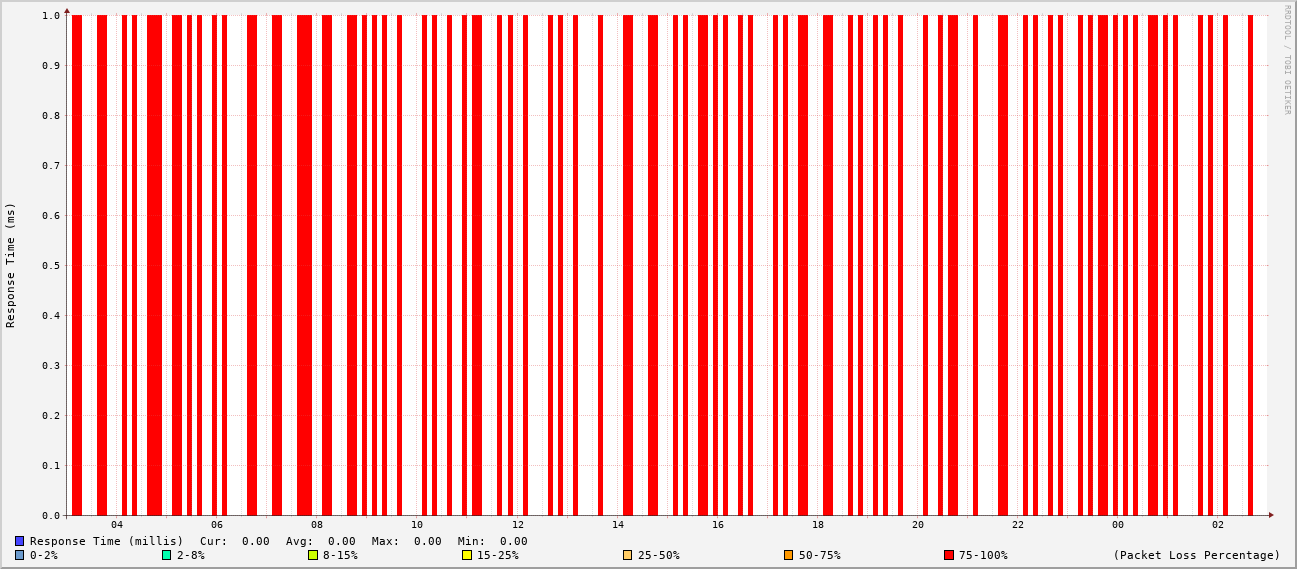 RRDTOOL / TOBI OETIKER
Response Time (ms)
1.0
0.9
0.8
0.7
0.6
0.5
0.4
0.3
0.2
0.1
0.0
04 06 08 10 12 14 16 18 20 22 00 02
Response Time (millis) Cur: 0.00 Avg: 0.00 Max: 0.00 Min: 0.00
0-2% 2-8% 8-15% 15-25% 25-50% 50-75% 75-100% (Packet Loss Percentage)